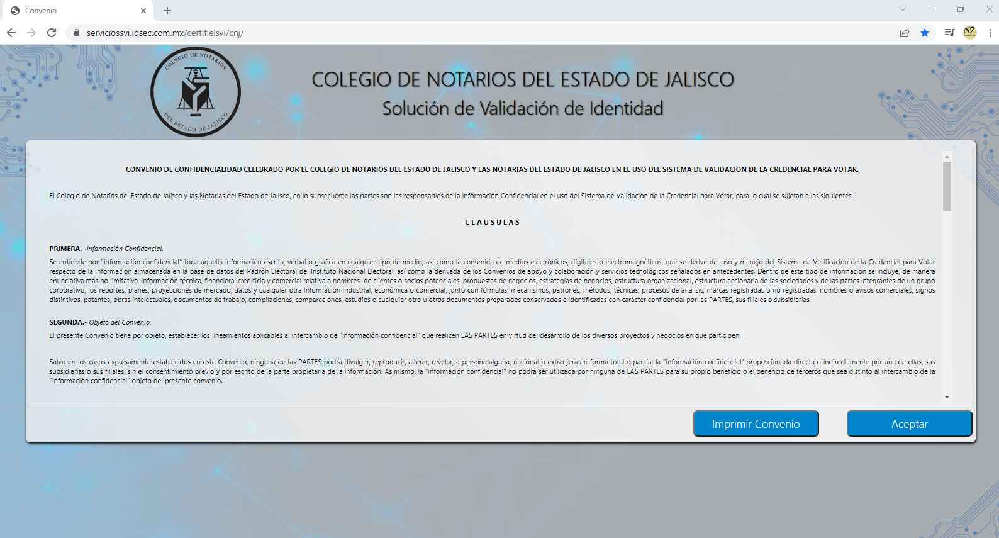 Convenio
serviciossvi.iqsec.com.mx/certifielsvi/cnj/
COLEGIO DE NOTARIOS
DEL ESTADO DE JALISCO
COLEGIO DE NOTARIOS DEL ESTADO DE JALISCO
Solución de Validación de Identidad
CONVENIO DE CONFIDENCIALIDAD CELEBRADO POR EL COLEGIO DE NOTARIOS DEL ESTADO DE JALISCO Y LAS NOTARIAS DEL ESTADO DE JALISCO EN EL USO DEL SISTEMA DE VALIDACION DE LA CREDENCIAL PARA VOTAR.
El Colegio de Notarios del Estado de Jalisco y las Notarias del Estado de Jalisco, en lo subsecuente las partes son las responsables de la Información Confidencial en el uso del Sistema de Validación de la Credencial para Votar, para lo cual se sujetan a las siguientes.
C L A U S U L A S
PRIMERA.- Información Confidencial.
Se entiende por "información confidencial" toda aquella información escrita, verbal o gráfica en cualquier tipo de medio, así como la contenida en medios electrónicos, digitales o electromagnéticos, que se derive del uso y manejo del Sistema de Verificación de la Credencial para Votar
respecto de la información almacenada en la base de datos del Padrón Electoral del Instituto Nacional Electoral, así como la derivada de los Convenios de apoyo y colaboración y servicios tecnológicos señalados en antecedentes. Dentro de este tipo de información se incluye, de manera
enunciativa más no limitativa, información técnica, financiera, crediticia y comercial relativa a nombres de clientes o socios potenciales, propuestas de negocios, estrategias de negocios, estructura organizacional, estructura accionaria de las sociedades y de las partes integrantes de un grupo
corporativo, los reportes, planes, proyecciones de mercado, datos y cualquier otra información industrial, económica o comercial, junto con fórmulas, mecanismos, patrones, métodos, técnicas, procesos de análisis, marcas registradas o no registradas, nombres o avisos comerciales, signos
distintivos, patentes, obras intelectuales, documentos de trabajo, compilaciones, comparaciones, estudios o cualquier otro u otros documentos preparados conservados e identificadas con carácter confidencial por las PARTES, sus filiales o subsidiarias.
SEGUNDA.- Objeto del Convenio.
El presente Convenio tiene por objeto, establecer los lineamientos aplicables al intercambio de "información confidencial" que realicen LAS PARTES en virtud del desarrollo de los diversos proyectos y negocios en que participen.
Salvo en los casos expresamente establecidos en este Convenio, ninguna de las PARTES podrá divulgar, reproducir, alterar, revelar, a persona alguna, nacional o extranjera en forma total o parcial la "información confidencial" proporcionada directa o indirectamente por una de ellas, sus
subsidiarias o sus filiales, sin el consentimiento previo y por escrito de la parte propietaria de la información. Asimismo, la "información confidencial" no podrá ser utilizada por ninguna de LAS PARTES para su propio beneficio o el beneficio de terceros que sea distinto al intercambio de la
"información confidencial" objeto del presente convenio.
Imprimir Convenio
Aceptar